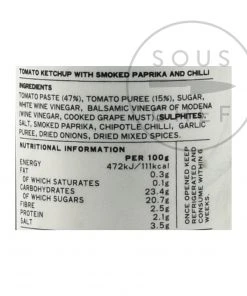 SOUS
CHEF
TOMATO KETCHUP WITH SMOKED PAPRIKA AND CHILLI
INGREDIENTS
TOMATO PASTE (47%), TOMATO PUREE (15%), SUGAR,
WHITE WINE VINEGAR, BALSAMIC VINEGAR OF MODENA
(WINE VINEGAR, COOKED GRAPE MUST) (SULPHITES),
SALT, SMOKED PAPRIKA, CHIPOTLE CHILLI, GARLIC
PUREE, DRIED ONIONS, DRIED MIXED SPICES.
NUTRITIONAL INFORMATION
PER 100g
ENERGY 472kJ/111kcal
FAT 0.3g
OF WHICH SATURATES 0.1g
CARBOHYDRATES 23.4g
OF WHICH SUGARS 20.7g
FIBRE 2.5g
PROTEIN 2.1g
SALT 3.5g
ONCE OPENED KEEP
REFRIGERATED AND
CONSUME WITHIN 6
WEEKS.